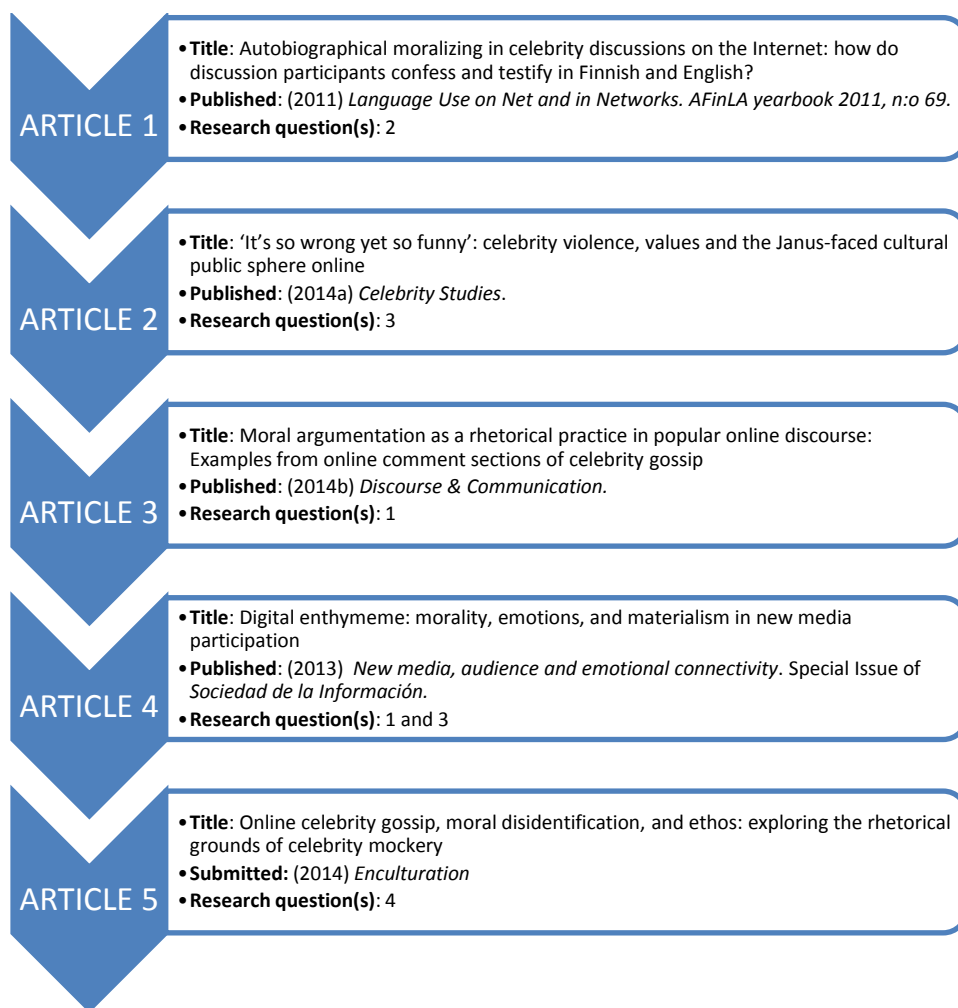 ARTICLE 1
•Title: Autobiographical moralizing in celebrity discussions on the Internet: how do
discussion participants confess and testify in Finnish and English?
•Published: (2011) Language Use on Net and in Networks. AFinLA yearbook 2011, n:o 69.
•Research question(s): 2
ARTICLE 2
•Title: ‘It’s so wrong yet so funny’: celebrity violence, values and the Janus-faced cultural
public sphere online
•Published: (2014a) Celebrity Studies.
•Research question(s): 3
ARTICLE 3
•Title: Moral argumentation as a rhetorical practice in popular online discourse:
Examples from online comment sections of celebrity gossip
•Published: (2014b) Discourse & Communication.
•Research question(s): 1
ARTICLE 4
•Title: Digital enthymeme: morality, emotions, and materialism in new media
participation
•Published: (2013) New media, audience and emotional connectivity. Special Issue of
Sociedad de la Información.
•Research question(s): 1 and 3
ARTICLE 5
•Title: Online celebrity gossip, moral disidentification, and ethos: exploring the rhetorical
grounds of celebrity mockery
•Submitted: (2014) Enculturation
•Research question(s): 4